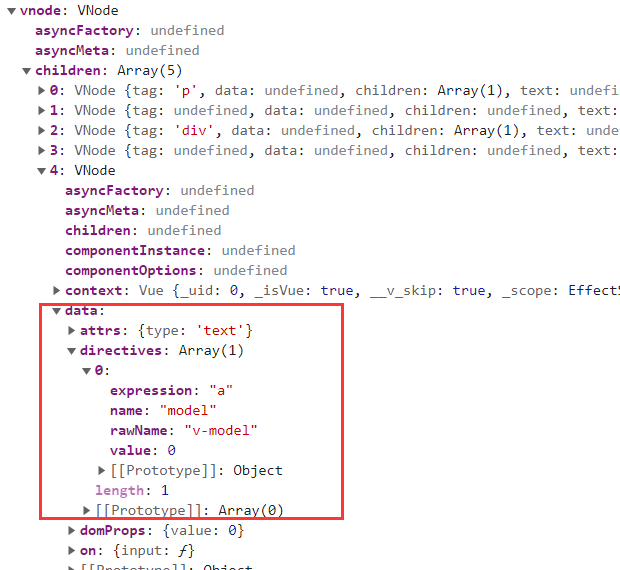 ▼vnode: VNode
asyncFactory: undefined
asyncMeta: undefined
▼children: Array(5)
▶0: VNode {tag: 'p', data: undefined, children: Array(1), text: undefi
▶1: VNode {tag: undefined, data: undefined, children: undefined, text:
▶2: VNode {tag: 'div', data: undefined, children: Array(1), text: unde
▶3: VNode {tag: undefined, data: undefined, children: undefined, text:
▼4: VNode
asyncFactory: undefined
asyncMeta: undefined
children: undefined
componentInstance: undefined
componentOptions: undefined
▶context: Vue {_uid: 0, _isVue: true, __v_skip: true, _scope: EffectS
▼data:
▶attrs: {type: 'text'}
▼directives: Array(1)
▼0:
expression: "a"
name: "model"
rawName: "v-model"
value: 0
▶[[Prototype]]: Object
length: 1
▶[[Prototype]]: Array(0)
▶domProps: {value: 0}
▶on: {input: ƒ}
▶[[Prototype]]: Object